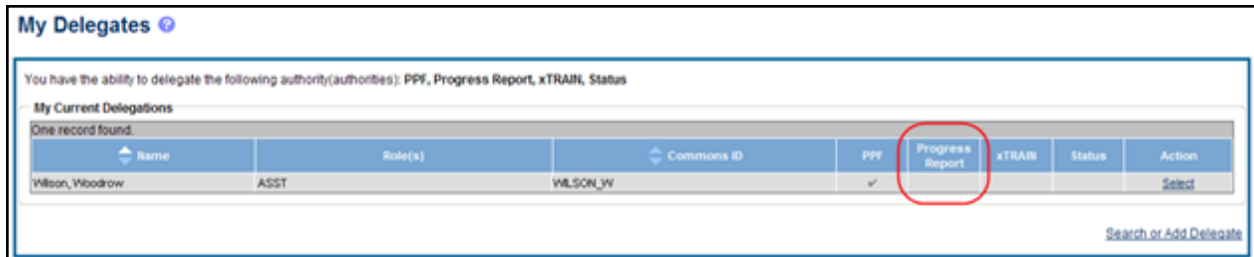 My Delegates ?
You have the ability to delegate the following authority(authorities): PPF, Progress Report, xTRAIN, Status
My Current Delegations
One record found.
Name Role(s) Commons ID PPF Progress Report xTRAIN Status Action
Wilson, Woodrow ASST WILSON_W ✓ Select
Search or Add Delegate